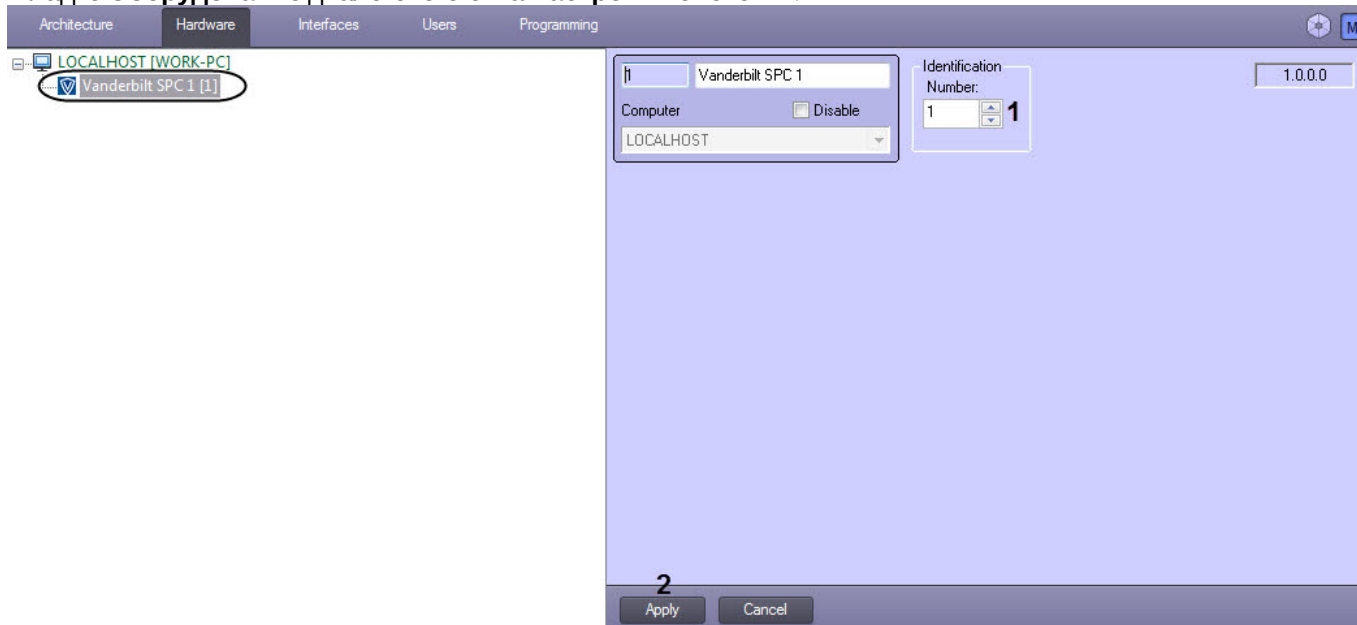 Architecture Hardware Interfaces Users Programming M
LOCALHOST [WORK-PC]
Vanderbilt SPC 1 [1]
1 Vanderbilt SPC 1
Computer Disable
LOCALHOST
Identification
Number:
1 1
1.0.0.0
2
Apply Cancel